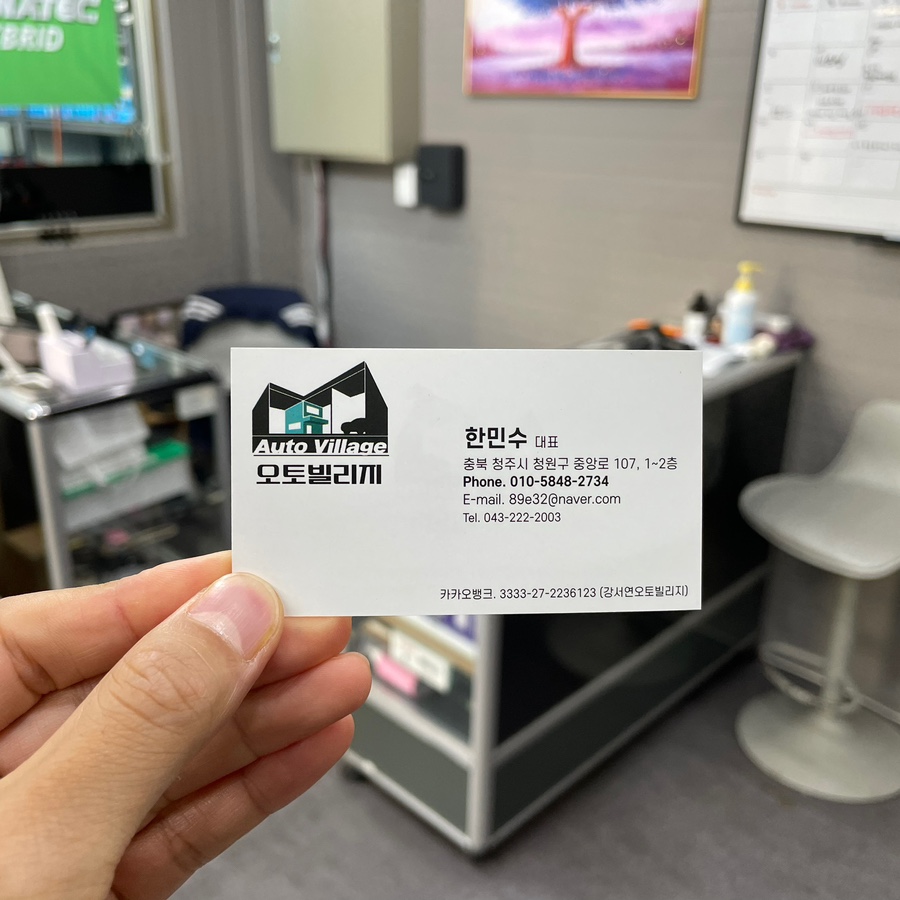 BRID
Auto Village
오토빌리지
한민수 대표
충북 청주시 청원구 중앙로 107, 1~2층
Phone. 010-5848-2734
E-mail. 89e32@naver.com
Tel. 043-222-2003
카카오뱅크. 3333-27-2236123 (강서연오토빌리지)